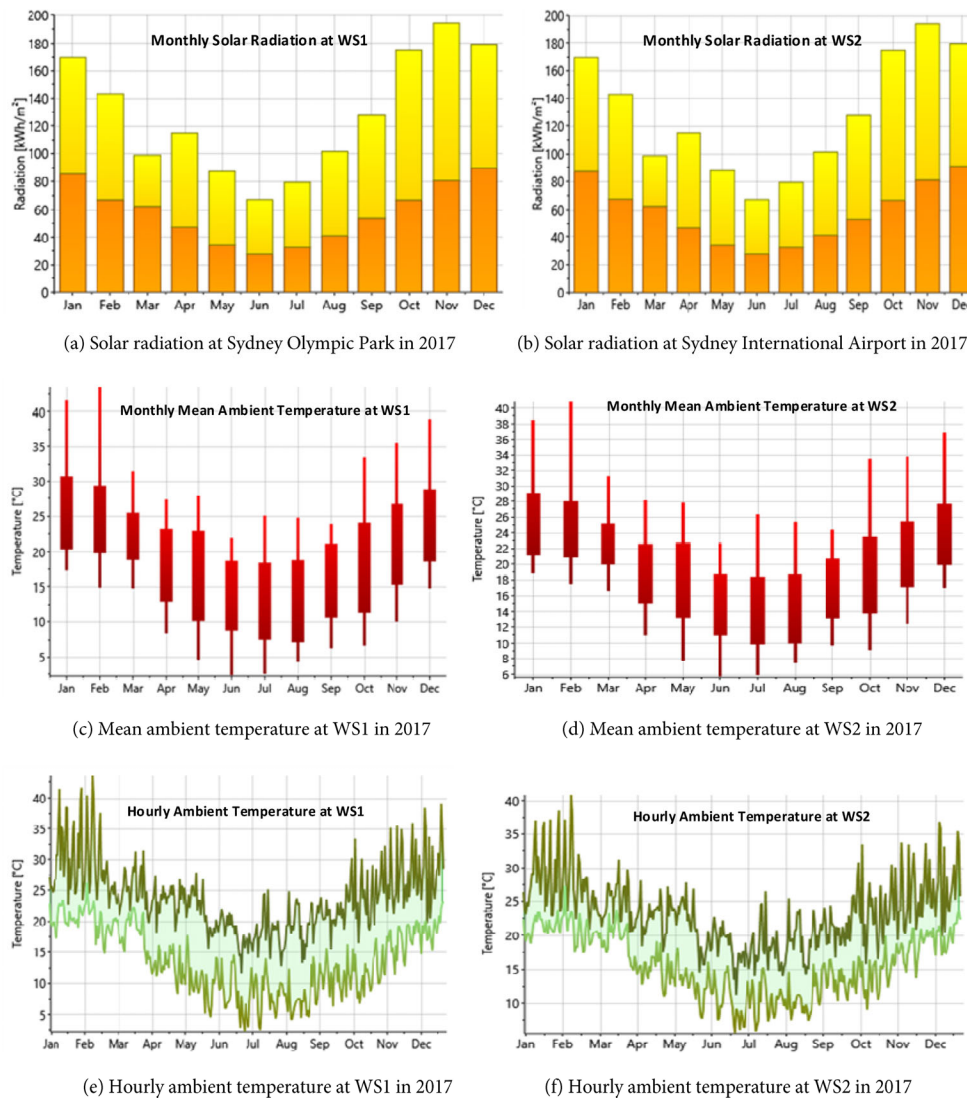 Monthly Solar Radiation at WS1
Radiation [kWh/m²]
200
180
160
140
120
100
80
60
40
20
0
Jan Feb Mar Apr May Jun Jul Aug Sep Oct Nov Dec
(a) Solar radiation at Sydney Olympic Park in 2017
Monthly Solar Radiation at WS2
Radiation [kWh/m²]
200
180
160
140
120
100
80
60
40
20
0
Jan Feb Mar Apr May Jun Jul Aug Sep Oct Nov Dec
(b) Solar radiation at Sydney International Airport in 2017
Monthly Mean Ambient Temperature at WS1
Temperature [°C]
40
35
30
25
20
15
10
5
Jan Feb Mar Apr May Jun Jul Aug Sep Oct Nov Dec
(c) Mean ambient temperature at WS1 in 2017
Monthly Mean Ambient Temperature at WS2
Temperature [°C]
40
38
36
34
32
30
28
26
24
22
20
18
16
14
12
10
8
6
Jan Feb Mar Apr May Jun Jul Aug Sep Oct Nov Dec
(d) Mean ambient temperature at WS2 in 2017
Hourly Ambient Temperature at WS1
Temperature [°C]
40
35
30
25
20
15
10
5
Jan Feb Mar Apr May Jun Jul Aug Sep Oct Nov Dec
(e) Hourly ambient temperature at WS1 in 2017
Hourly Ambient Temperature at WS2
Temperature [°C]
40
35
30
25
20
15
10
Jan Feb Mar Apr May Jun Jul Aug Sep Oct Nov Dec
(f) Hourly ambient temperature at WS2 in 2017